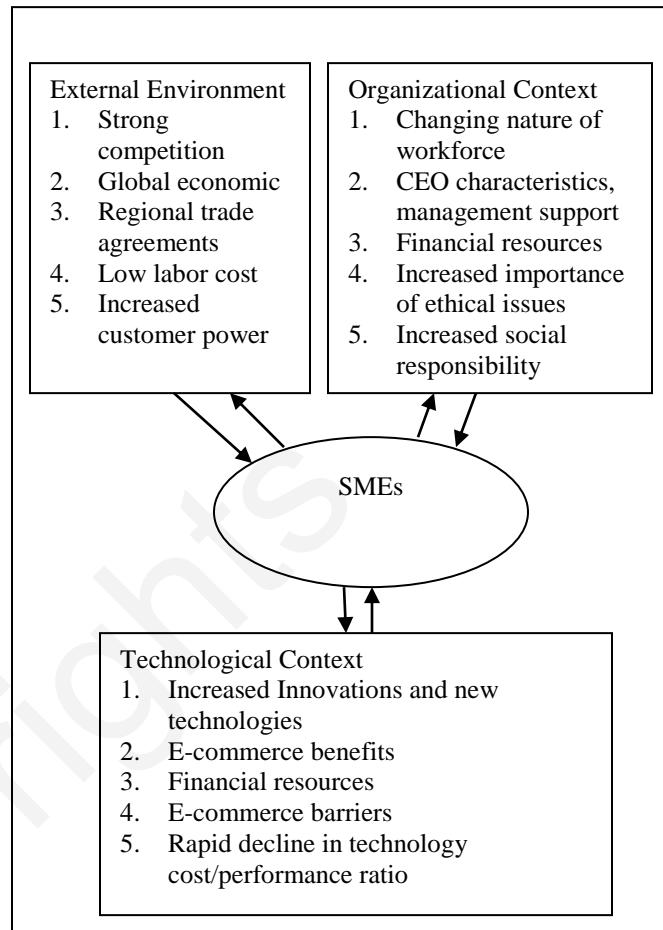 External Environment
1. Strong
competition
2. Global economic
3. Regional trade
agreements
4. Low labor cost
5. Increased
customer power
Organizational Context
1. Changing nature of
workforce
2. CEO characteristics,
management support
3. Financial resources
4. Increased importance
of ethical issues
5. Increased social
responsibility
SMEs
Technological Context
1. Increased Innovations and new
technologies
2. E-commerce benefits
3. Financial resources
4. E-commerce barriers
5. Rapid decline in technology
cost/performance ratio
rights